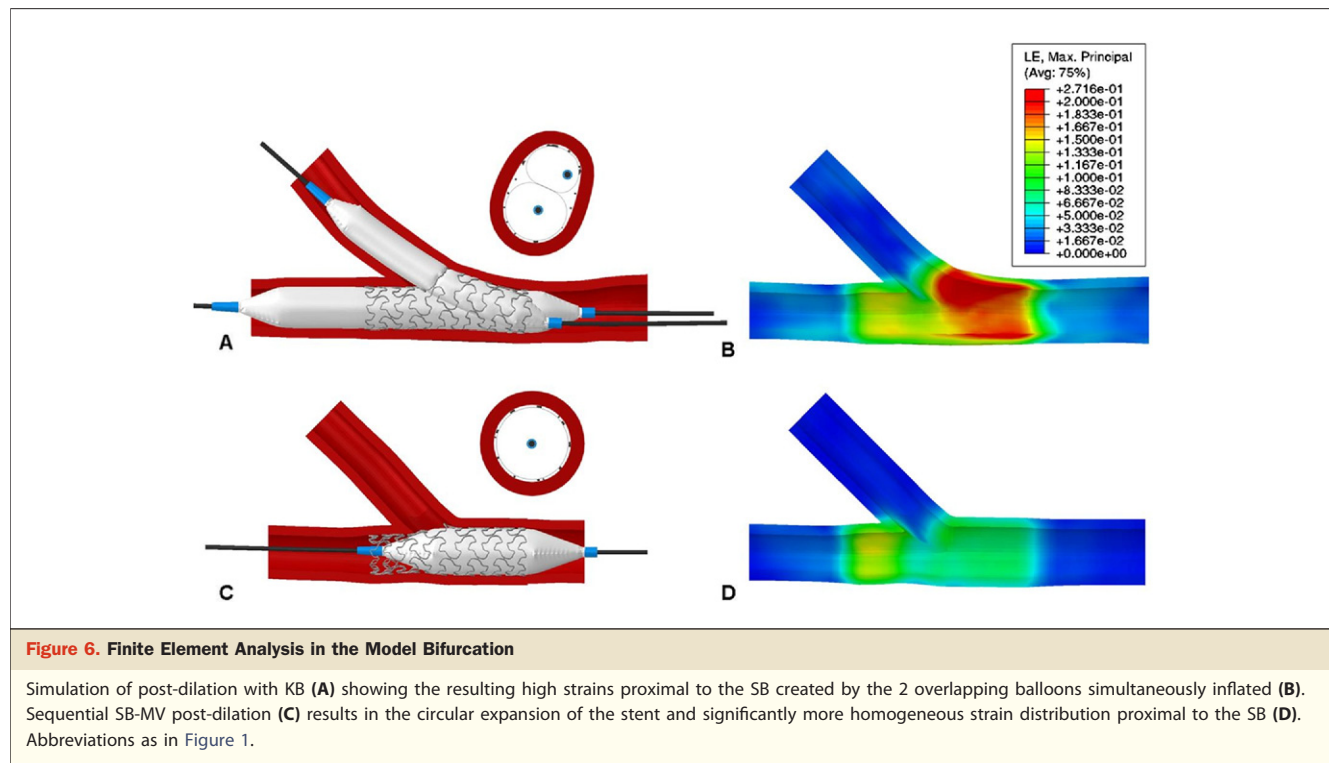 LE, Max. Principal
(Avg: 75%)
+2.716e-01
+2.000e-01
+1.833e-01
+1.667e-01
+1.500e-01
+1.333e-01
+1.167e-01
+1.000e-01
+8.333e-02
+6.667e-02
+5.000e-02
+3.333e-02
+1.667e-02
+0.000e+00
A
B
C
D
Figure 6. Finite Element Analysis in the Model Bifurcation
Simulation of post-dilation with KB (A) showing the resulting high strains proximal to the SB created by the 2 overlapping balloons simultaneously inflated (B).
Sequential SB-MV post-dilation (C) results in the circular expansion of the stent and significantly more homogeneous strain distribution proximal to the SB (D).
Abbreviations as in Figure 1.